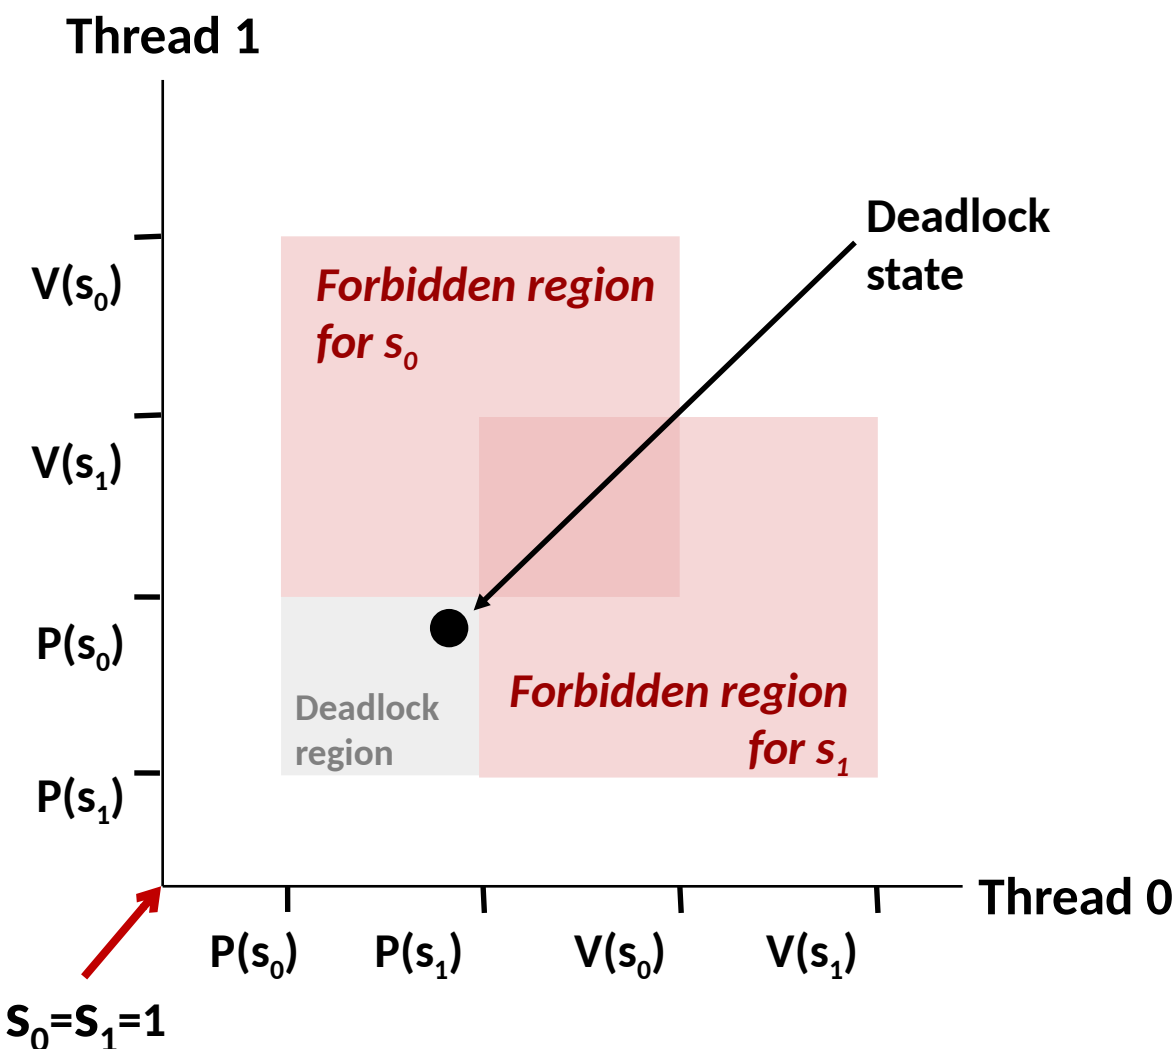 Thread 1
Deadlock
state
V(s₀)
Forbidden region
for s₀
V(s₁)
P(s₀)
Forbidden region
for s₁
Deadlock
region
P(s₁)
Thread 0
P(s₀) P(s₁) V(s₀) V(s₁)
s₀=s₁=1